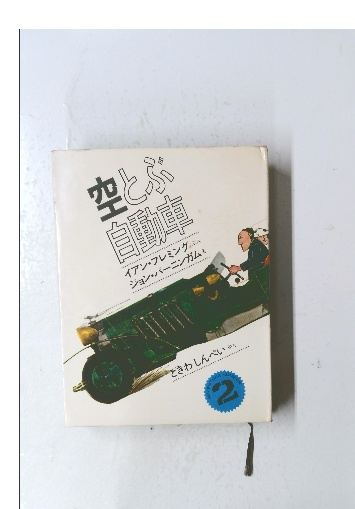 空とぶ
自動車
イアン・フレミング
ジョン・バーニンガム
ときわしんぺい
2